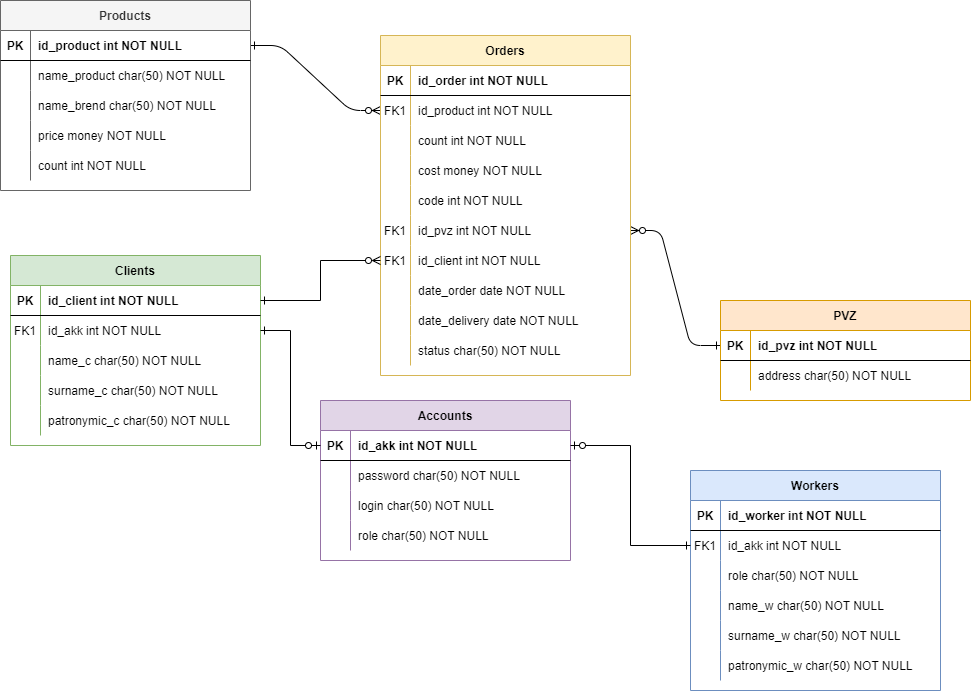 Products
PK id_product int NOT NULL
name_product char(50) NOT NULL
name_brend char(50) NOT NULL
price money NOT NULL
count int NOT NULL
Orders
PK id_order int NOT NULL
FK1 id_product int NOT NULL
count int NOT NULL
cost money NOT NULL
code int NOT NULL
FK1 id_pvz int NOT NULL
FK1 id_client int NOT NULL
date_order date NOT NULL
date_delivery date NOT NULL
status char(50) NOT NULL
Clients
PK id_client int NOT NULL
FK1 id_akk int NOT NULL
name_c char(50) NOT NULL
surname_c char(50) NOT NULL
patronymic_c char(50) NOT NULL
PVZ
PK id_pvz int NOT NULL
address char(50) NOT NULL
Accounts
PK id_akk int NOT NULL
password char(50) NOT NULL
login char(50) NOT NULL
role char(50) NOT NULL
Workers
PK id_worker int NOT NULL
FK1 id_akk int NOT NULL
role char(50) NOT NULL
name_w char(50) NOT NULL
surname_w char(50) NOT NULL
patronymic_w char(50) NOT NULL